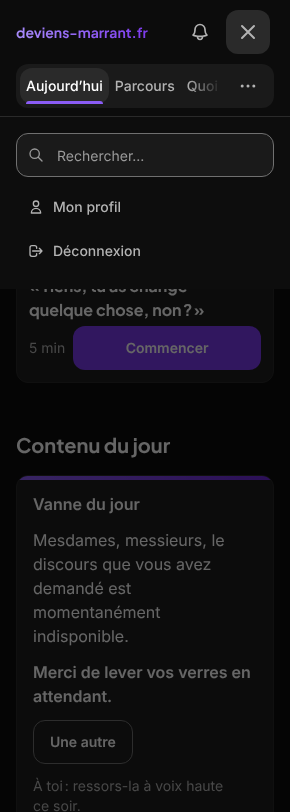 deviens-marrant.fr
Aujourd’hui Parcours Quoi
Rechercher...
Mon profil
Déconnexion
quelque chose, non ? »
5 min Commencer
Contenu du jour
Vanne du jour
Mesdames, messieurs, le
discours que vous avez
demandé est
momentanément
indisponible.
Merci de lever vos verres en
attendant.
Une autre
À toi : ressors-la à voix haute
ce soir.